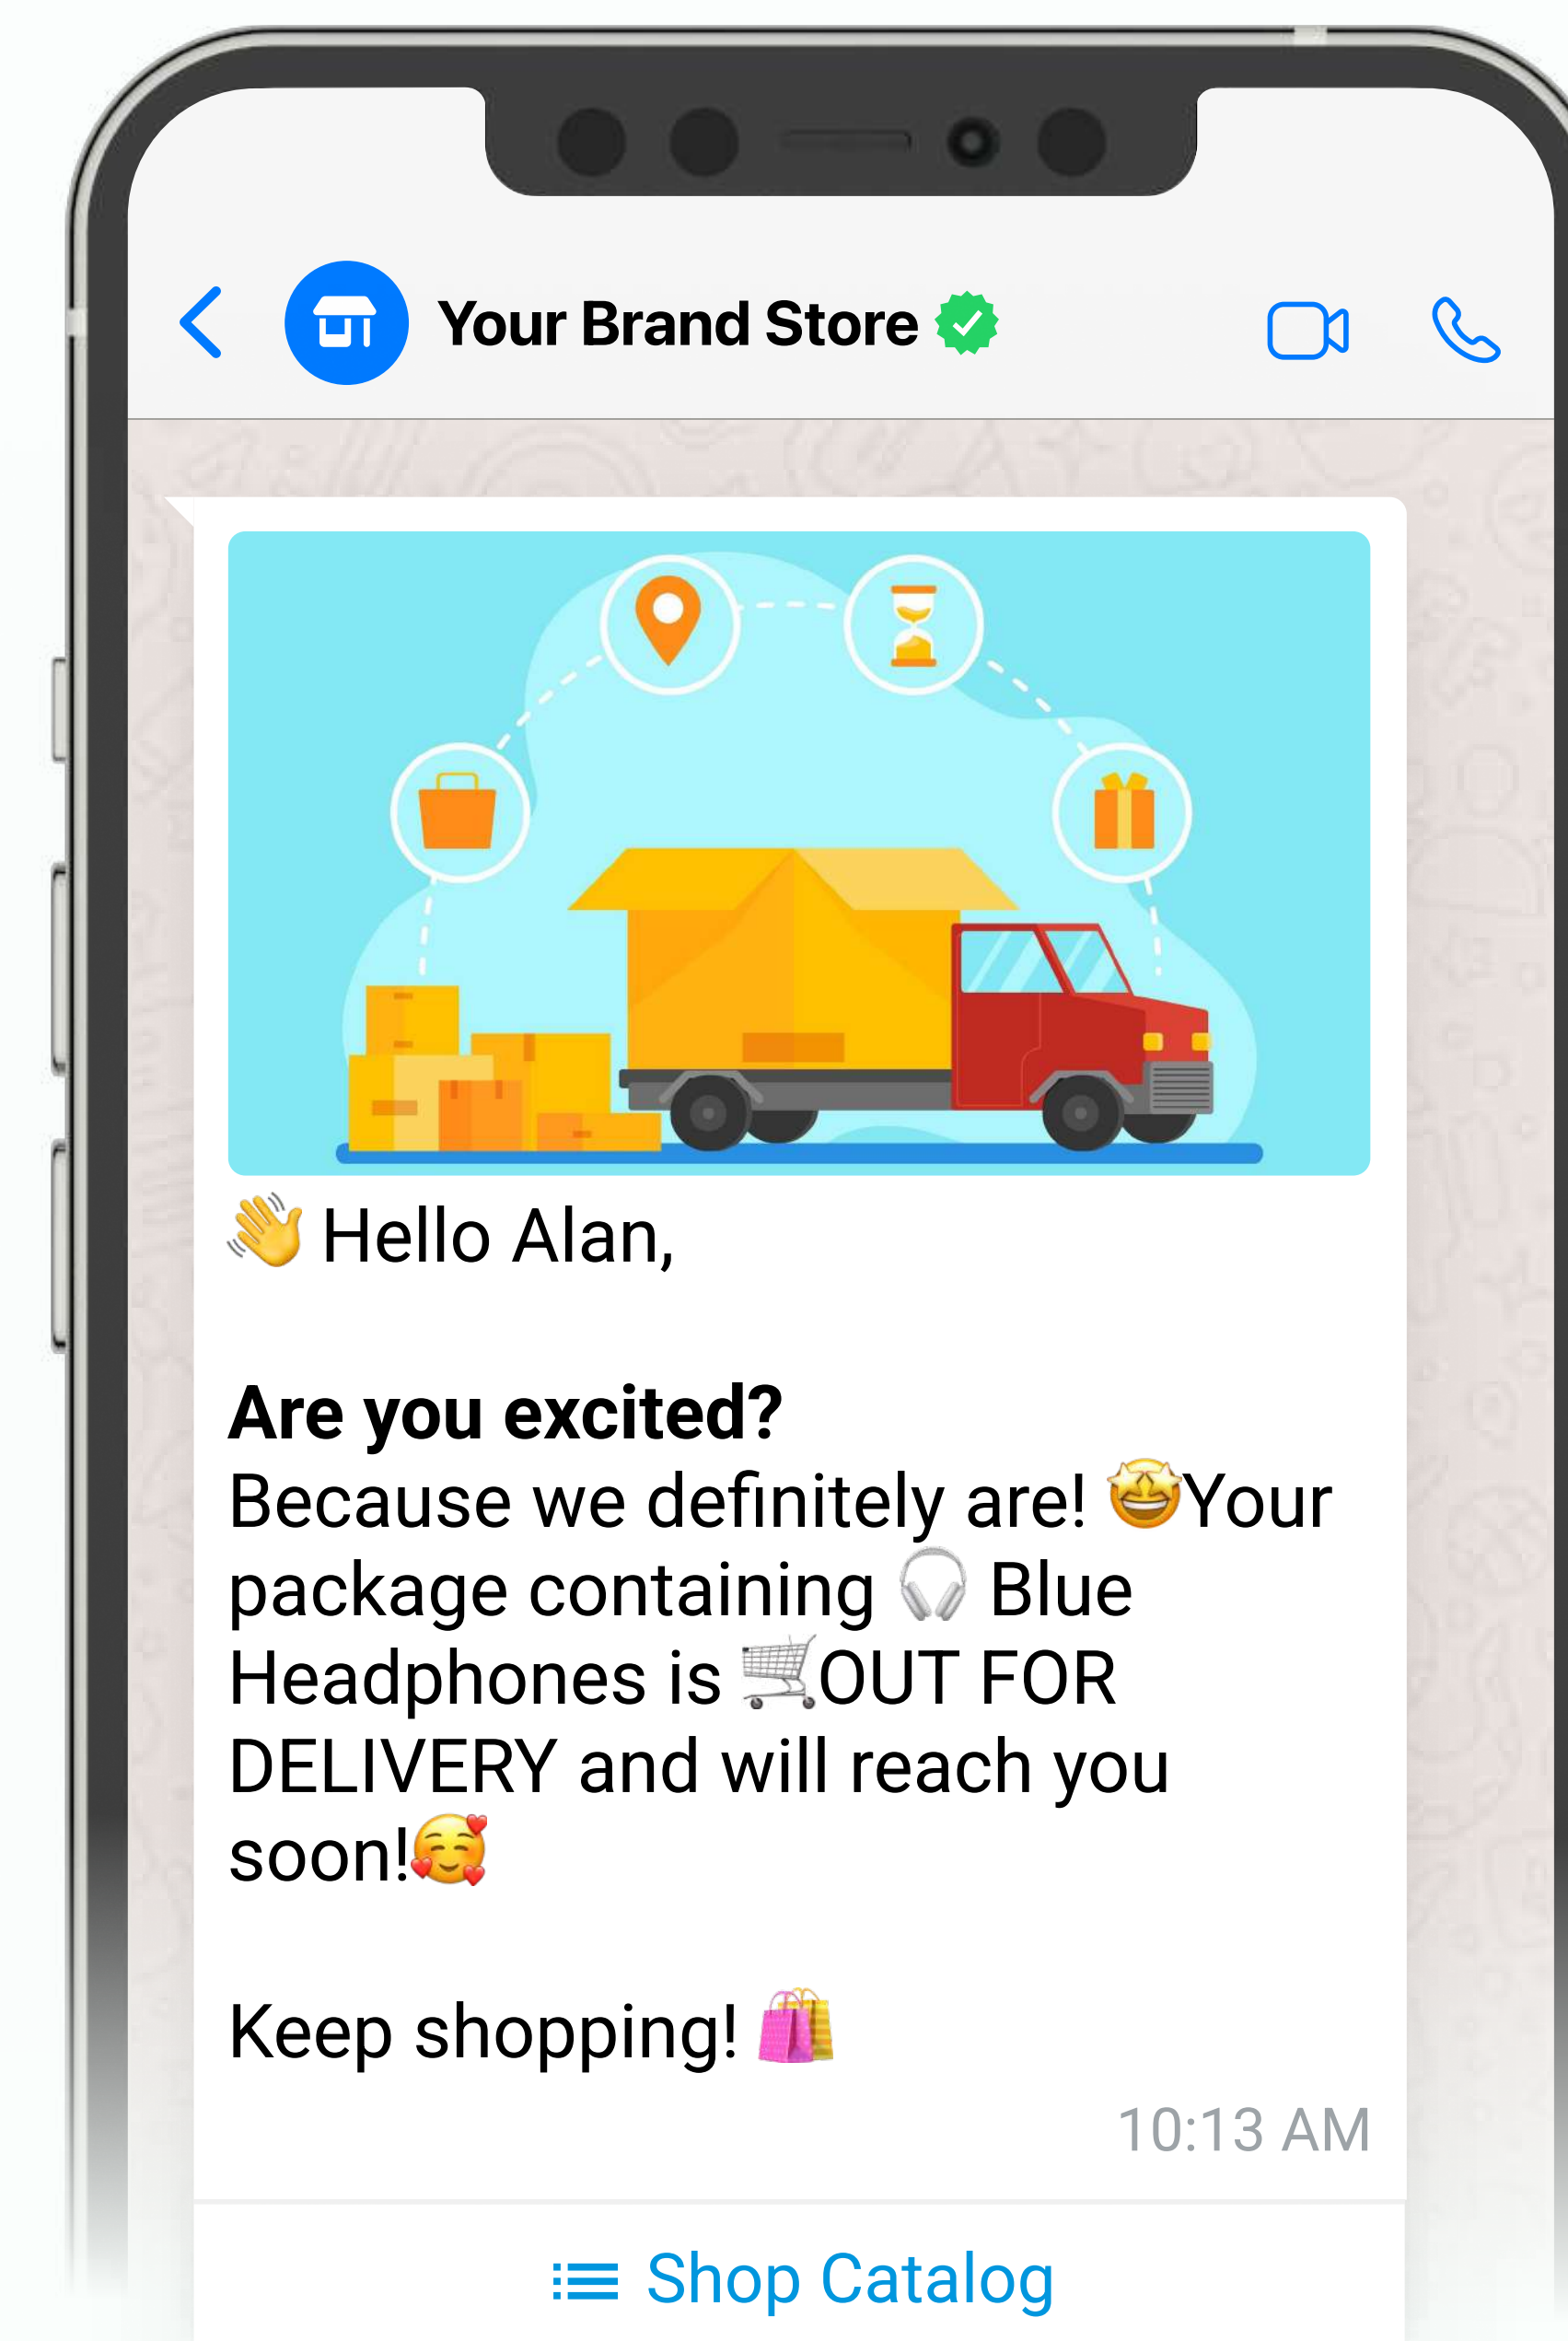 Your Brand Store
👋 Hello Alan,
Are you excited?
Because we definitely are! 🤩Your
package containing 🎧 Blue
Headphones is 🛒OUT FOR
DELIVERY and will reach you
soon!🥰
Keep shopping! 🛍️
10:13 AM
Shop Catalog